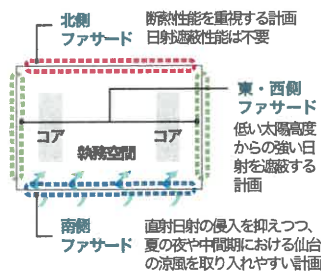 北側
ファサード
断熱性能を重視する計画
日射遮蔽性能は不要
東・西側
ファサード
低い太陽高度
からの強い日
射を遮蔽する
計画
コア
コア
執務空間
南側
ファサード
直射日射の侵入を抑えつつ、
夏の夜や中間期における仙台
の涼風を取り入れやすい計画